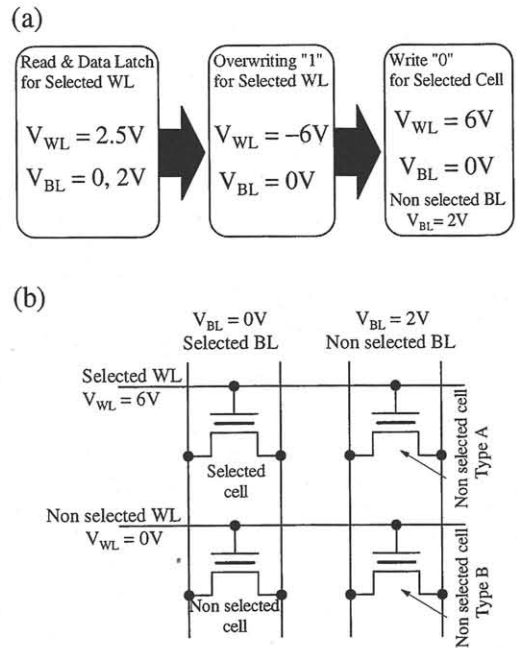 (a)
Read & Data Latch
for Selected WL
V_WL = 2.5V
V_BL = 0, 2V
Overwriting "1"
for Selected WL
V_WL = −6V
V_BL = 0V
Write "0"
for Selected Cell
V_WL = 6V
V_BL = 0V
Non selected BL
V_BL = 2V
(b)
V_BL = 0V
Selected BL
V_BL = 2V
Non selected BL
Selected WL
V_WL = 6V
Selected
cell
Non selected cell
Type A
Non selected WL
V_WL = 0V
Non selected
cell
Non selected cell
Type B